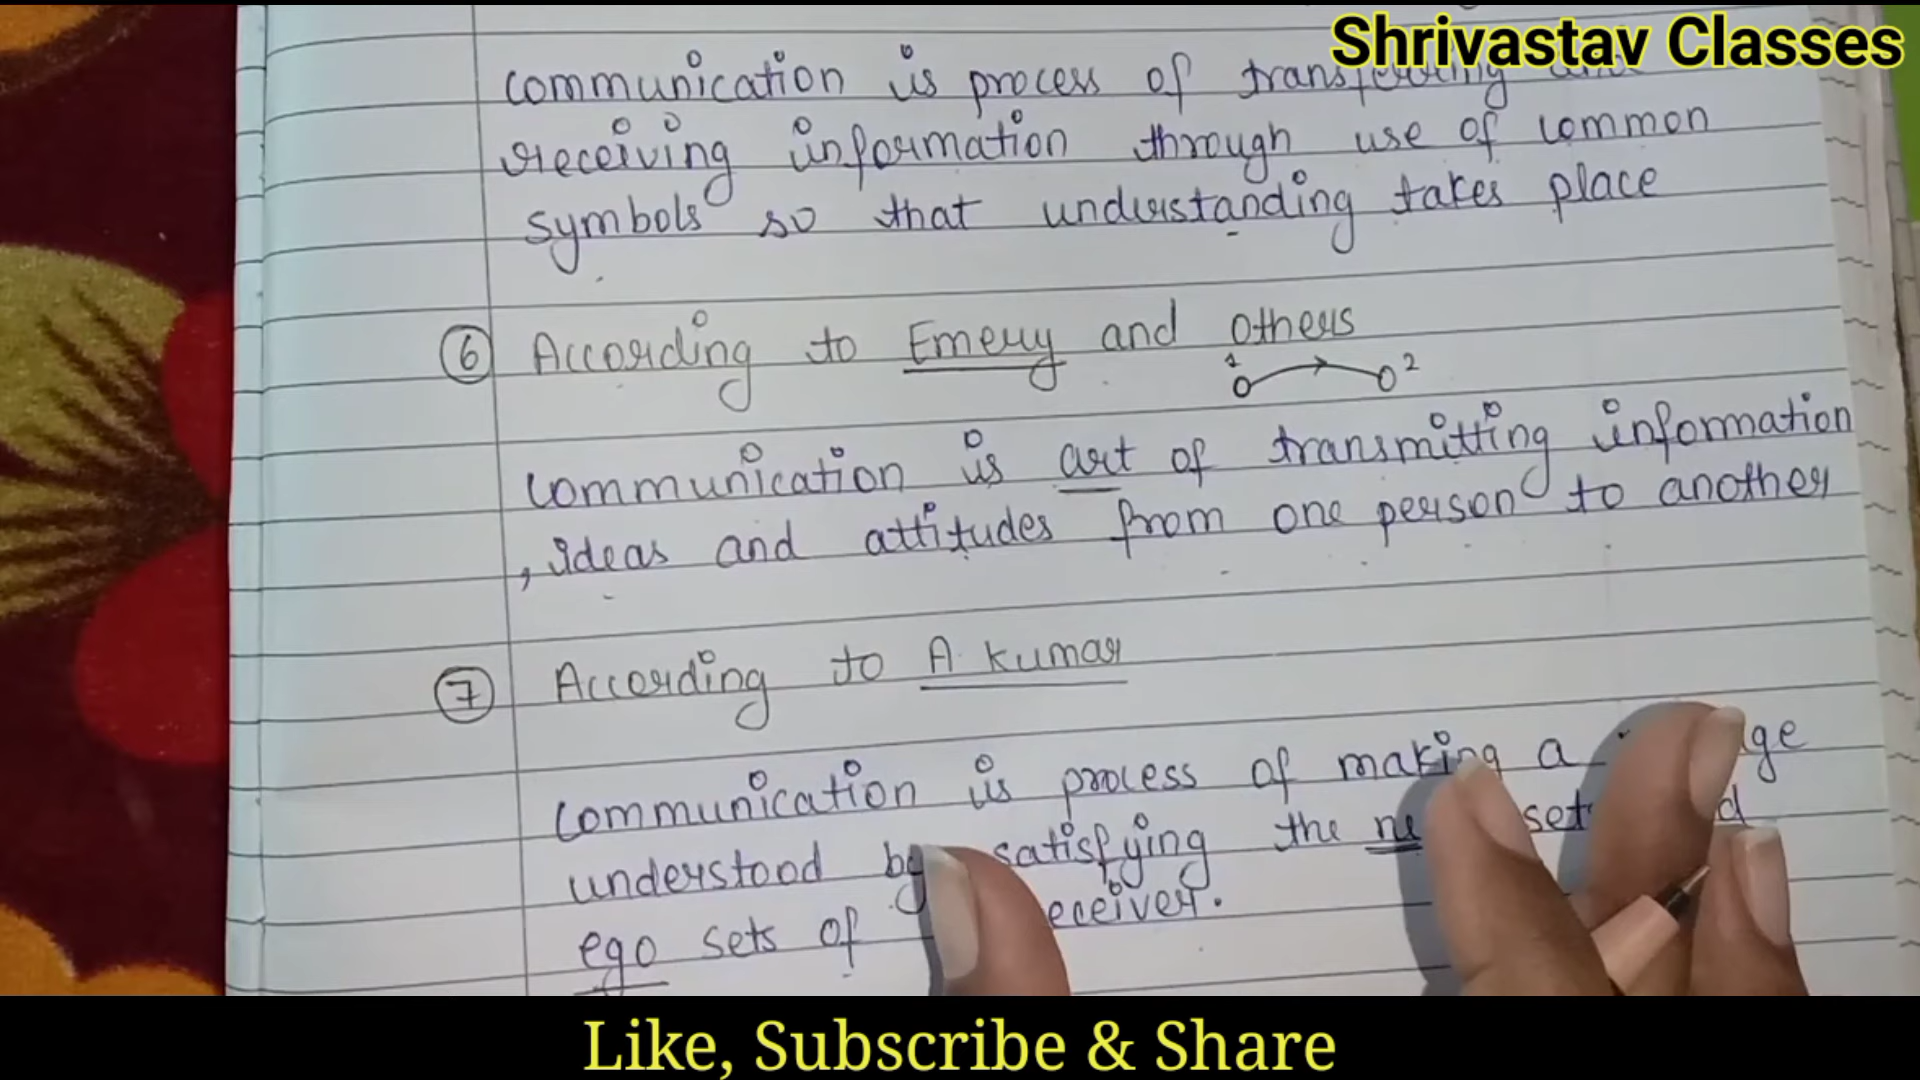 Shrivastav Classes
communication is process of transferring
receiving information through use of common
symbols so that understanding takes place
6 According to Emery and others
1 2
communication is art of transmitting information
, ideas and attitudes from one person to another
7 According to A. Kumar
communication is process of making a
understood by satisfying the
ego sets of
Like, Subscribe & Share